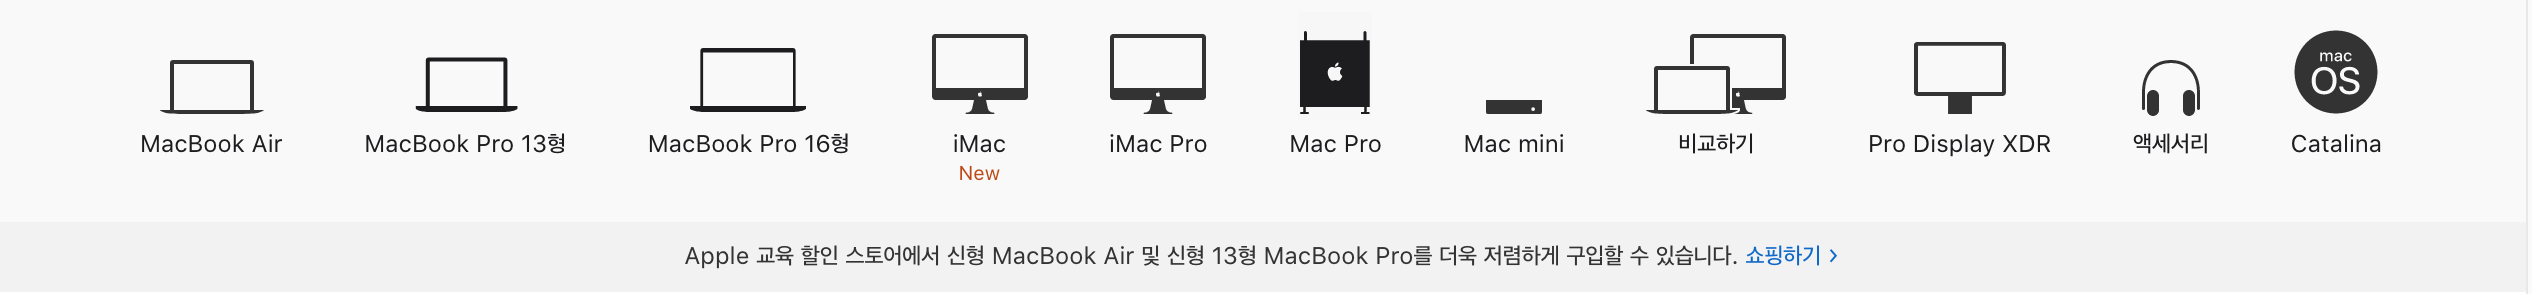 mac
OS
MacBook Air
MacBook Pro 13형
MacBook Pro 16형
iMac
New
iMac Pro
Mac Pro
Mac mini
비교하기
Pro Display XDR
액세서리
Catalina
Apple 교육 할인 스토어에서 신형 MacBook Air 및 신형 13형 MacBook Pro를 더욱 저렴하게 구입할 수 있습니다. 쇼핑하기 >